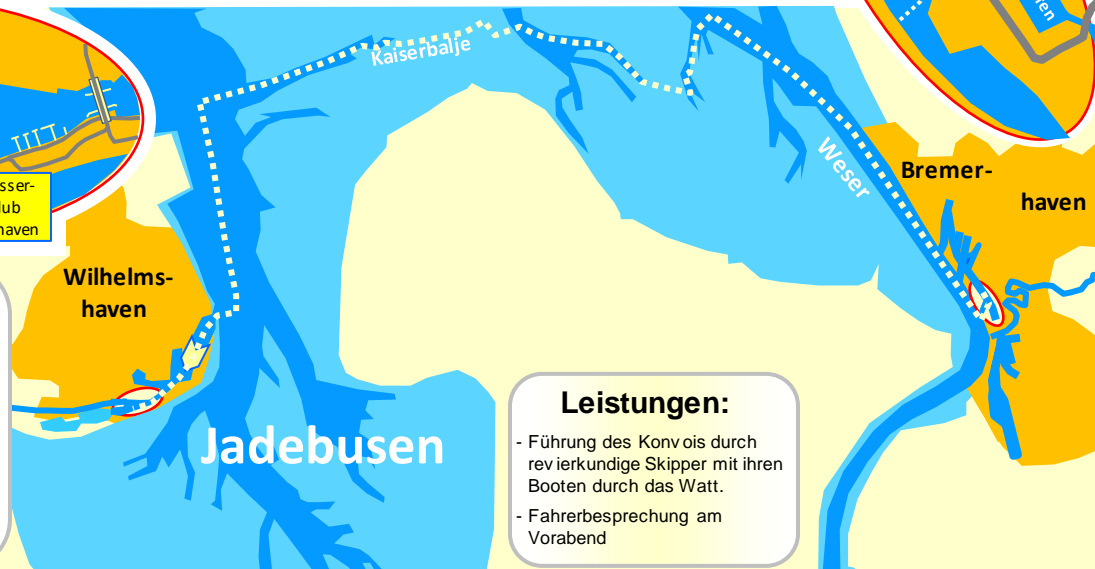 Kaiserbalje
Weser
Bremer-
haven
Wilhelms-
haven
Jadebusen
Leistungen:
- Führung des Konvois durch
revierkundige Skipper mit ihren
Booten durch das Watt.
- Fahrerbesprechung am
Vorabend